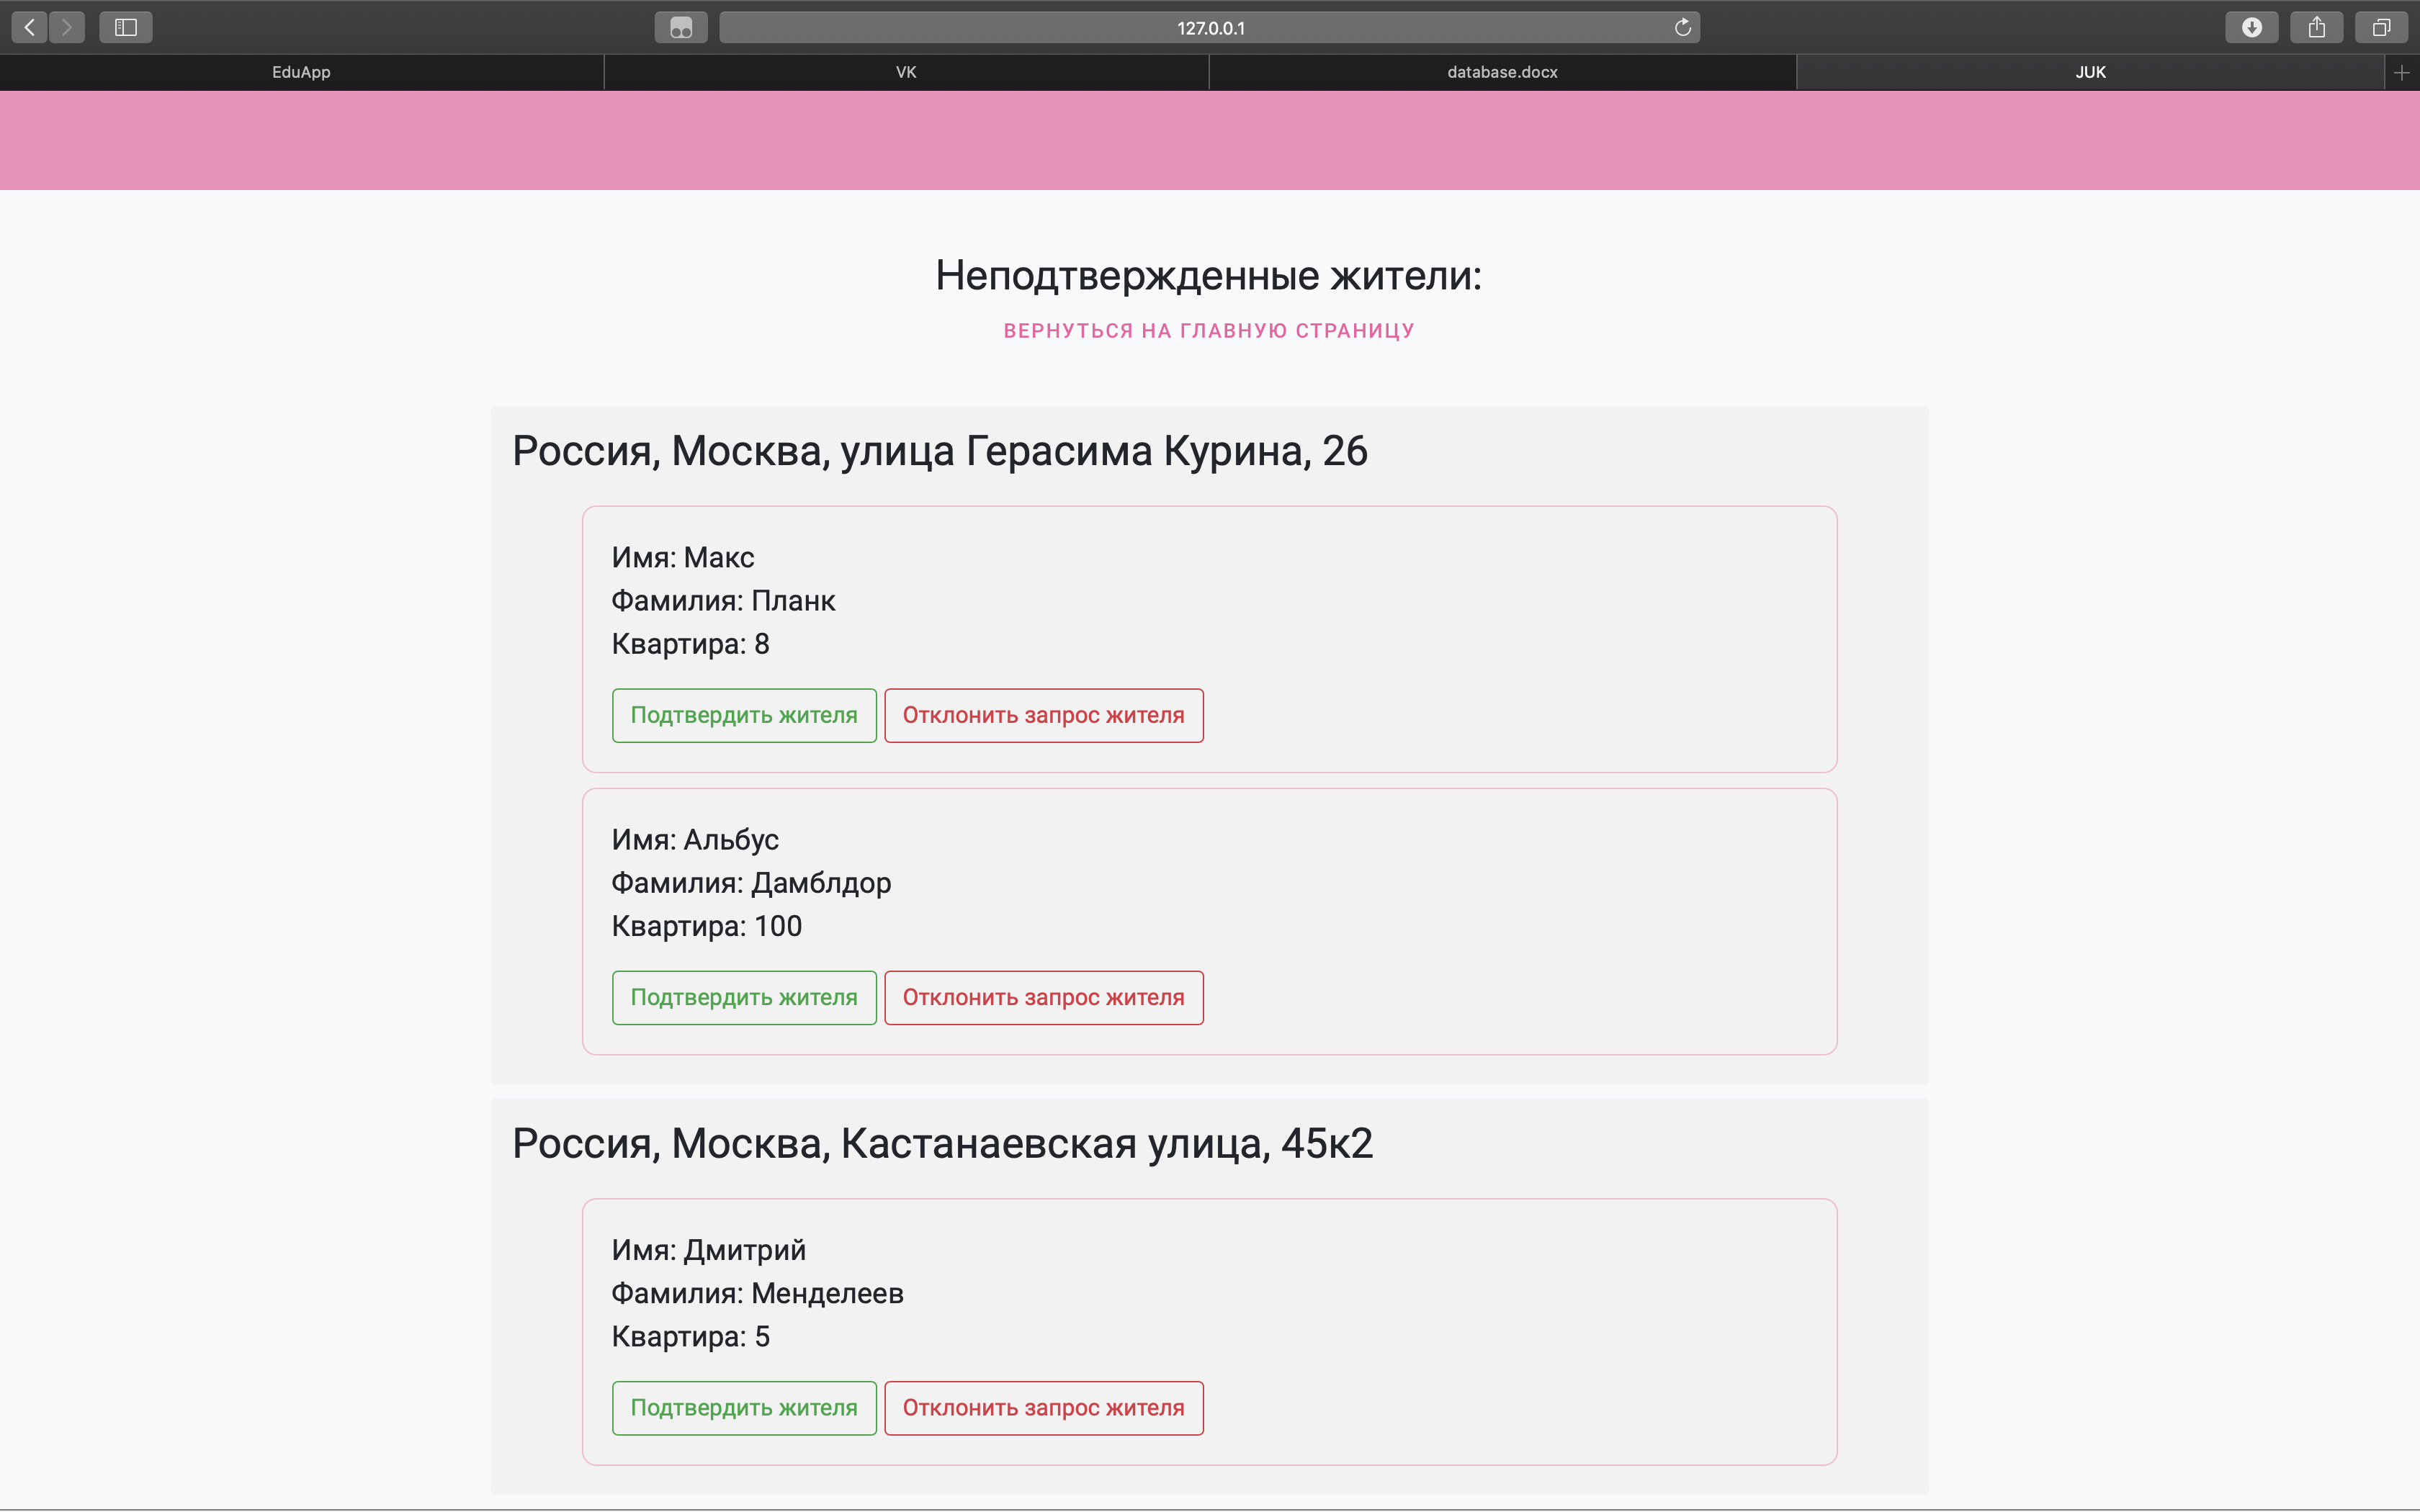 127.0.0.1
EduApp
VK
database.docx
JUK
Неподтвержденные жители:
ВЕРНУТЬСЯ НА ГЛАВНУЮ СТРАНИЦУ
Россия, Москва, улица Герасима Курина, 26
Имя: Макс
Фамилия: Планк
Квартира: 8
Подтвердить жителя
Отклонить запрос жителя
Имя: Альбус
Фамилия: Дамблдор
Квартира: 100
Подтвердить жителя
Отклонить запрос жителя
Россия, Москва, Кастанаевская улица, 45к2
Имя: Дмитрий
Фамилия: Менделеев
Квартира: 5
Подтвердить жителя
Отклонить запрос жителя